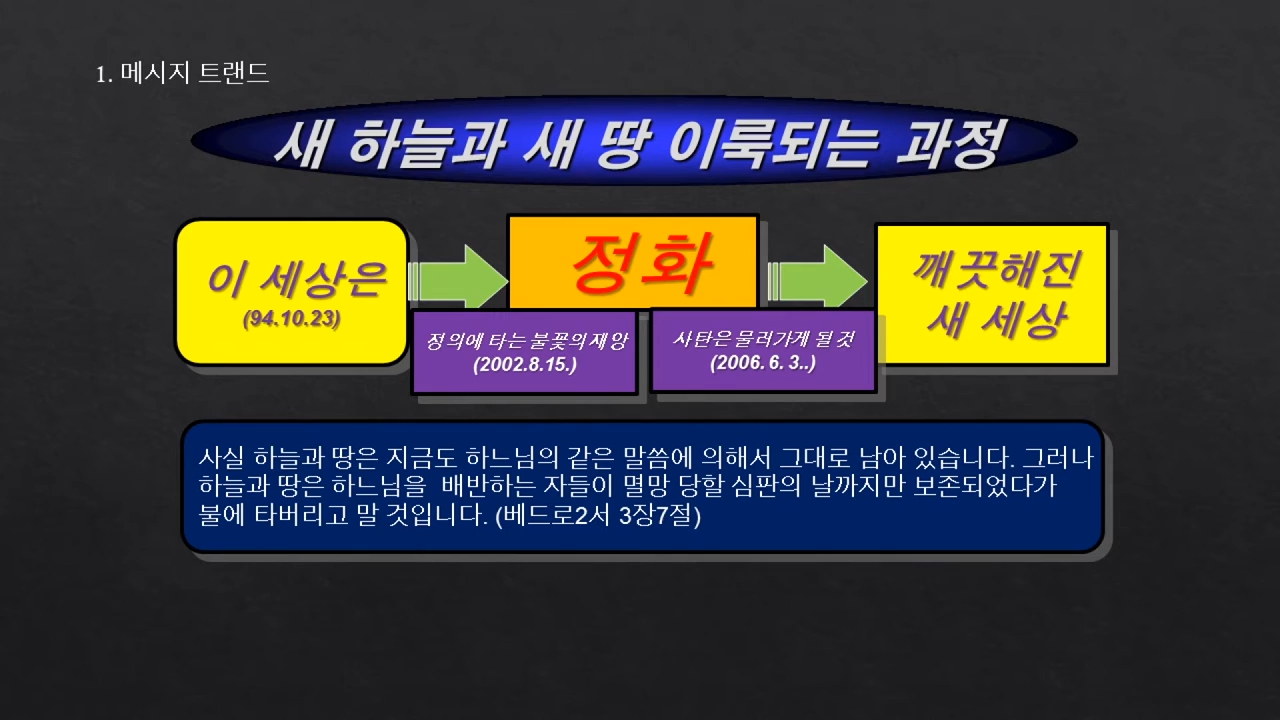 1. 메시지 트랜드
새 하늘과 새 땅 이룩되는 과정
이 세상은
(94.10.23)
정화
정의에 타는 불꽃의 재앙
(2002.8.15.)
사탄은 물러가게 될 것
(2006. 6. 3..)
깨끗해진
새 세상
사실 하늘과 땅은 지금도 하느님의 같은 말씀에 의해서 그대로 남아 있습니다. 그러나
하늘과 땅은 하느님을 배반하는 자들이 멸망 당할 심판의 날까지만 보존되었다가
불에 타버리고 말 것입니다. (베드로2서 3장7절)